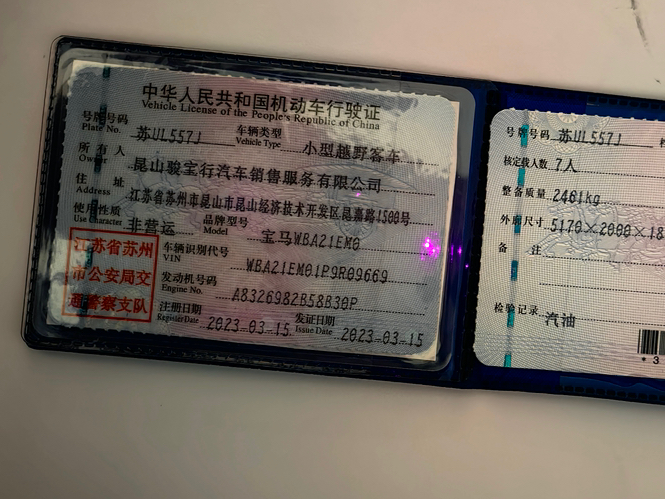 中华人民共和国机动车行驶证
Vehicle License of the People's Republic of China
号牌号码 苏UL557J 车辆类型 小型越野客车
Plate No. Vehicle Type
所有人 昆山骏宝行汽车销售服务有限公司
Owner
住址 江苏省苏州市昆山市昆山经济技术开发区昆嘉路1500号
Address
使用性质 非营运 品牌型号 宝马WBA21EM0
Use Character Model
江苏省苏州
市公安局交
通警察支队
车辆识别代号 WBA21EM01P9R09669
VIN
发动机号码 A8326982B58B30P
Engine No.
注册日期 2023-03-15 发证日期 2023-03-15
Register Date Issue Date
号牌号码 苏UL557J
核定载人数 7人
整备质量 2461kg
外廓尺寸 5170×2000×18
备注
检验记录 汽油